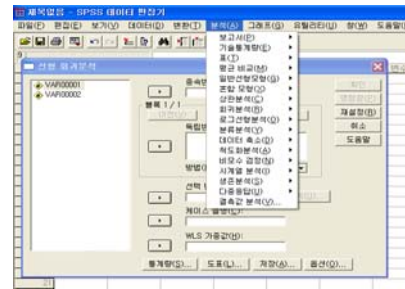 제목없음 - SPSS 데이터 편집기
파일(F) 편집(E) 보기(V) 데이터(D) 변환(T) 분석(A) 그래프(G) 유틸리티(U) 창(W) 도움말
9 :
선형 회귀분석
VAR00001
VAR00002
종속변
블록 1 / 1
독립변
방법
선택
케이스 설명(C):
WLS 가중값(H):
통계량(S)... 도표(L)... 저장(A)... 옵션(O)...
확인
재설정(R)
취소
도움말
보고서(P)
기술통계량(E)
표(T)
평균 비교(M)
일반선형모형(G)
혼합 모형(X)
상관분석(C)
회귀분석(R)
로그선형분석(O)
분류분석(Y)
데이터 축소(D)
척도화분석(A)
비모수 검정(N)
시계열 분석(I)
생존분석(S)
다중응답(U)
결측값 분석(V)...
21